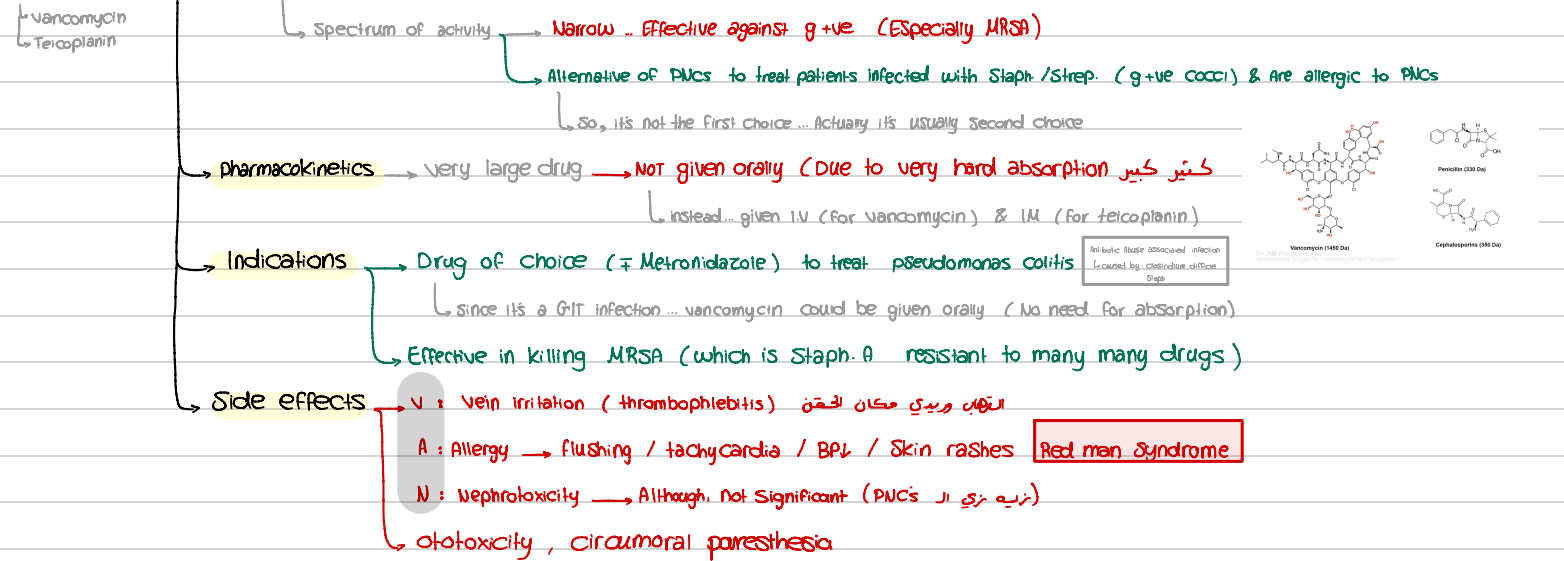 Vancomycin
Teicoplanin
Spectrum of activity → Narrow .. Effective against g +ve (Especially MRSA)
Alternative of PNCs to treat patients infected with Staph. / Strep. (g +ve cocci) & Are allergic to PNCs
So, it's not the first choice ... Actually it's usually second choice
Pharmacokinetics → very large drug → NOT given orally (Due to very hard absorption كتير كبير
instead... given I.V (for vancomycin) & IM (for teicoplanin)
Penicillin (330 Da)
Cephalosporins (350 Da)
Vancomycin (1450 Da)
Indications → Drug of choice (∓ Metronidazole) to treat pseudomonas colitis
Antibiotic Abuse associated infection
↳ caused by: clostridium difficile
Staph
Since it's a GIT infection ... vancomycin could be given orally (No need for absorption)
Effective in killing MRSA (which is Staph. A resistant to many many drugs)
Side effects → V : Vein irritation (thrombophlebitis) التهاب وريدي مكان الحقن
A : Allergy → flushing / tachycardia / BP↓ / Skin rashes Red man Syndrome
N : Nephrotoxicity → Although, not significant (PNC's زيه زي ال)
ototoxicity , circumoral paresthesia